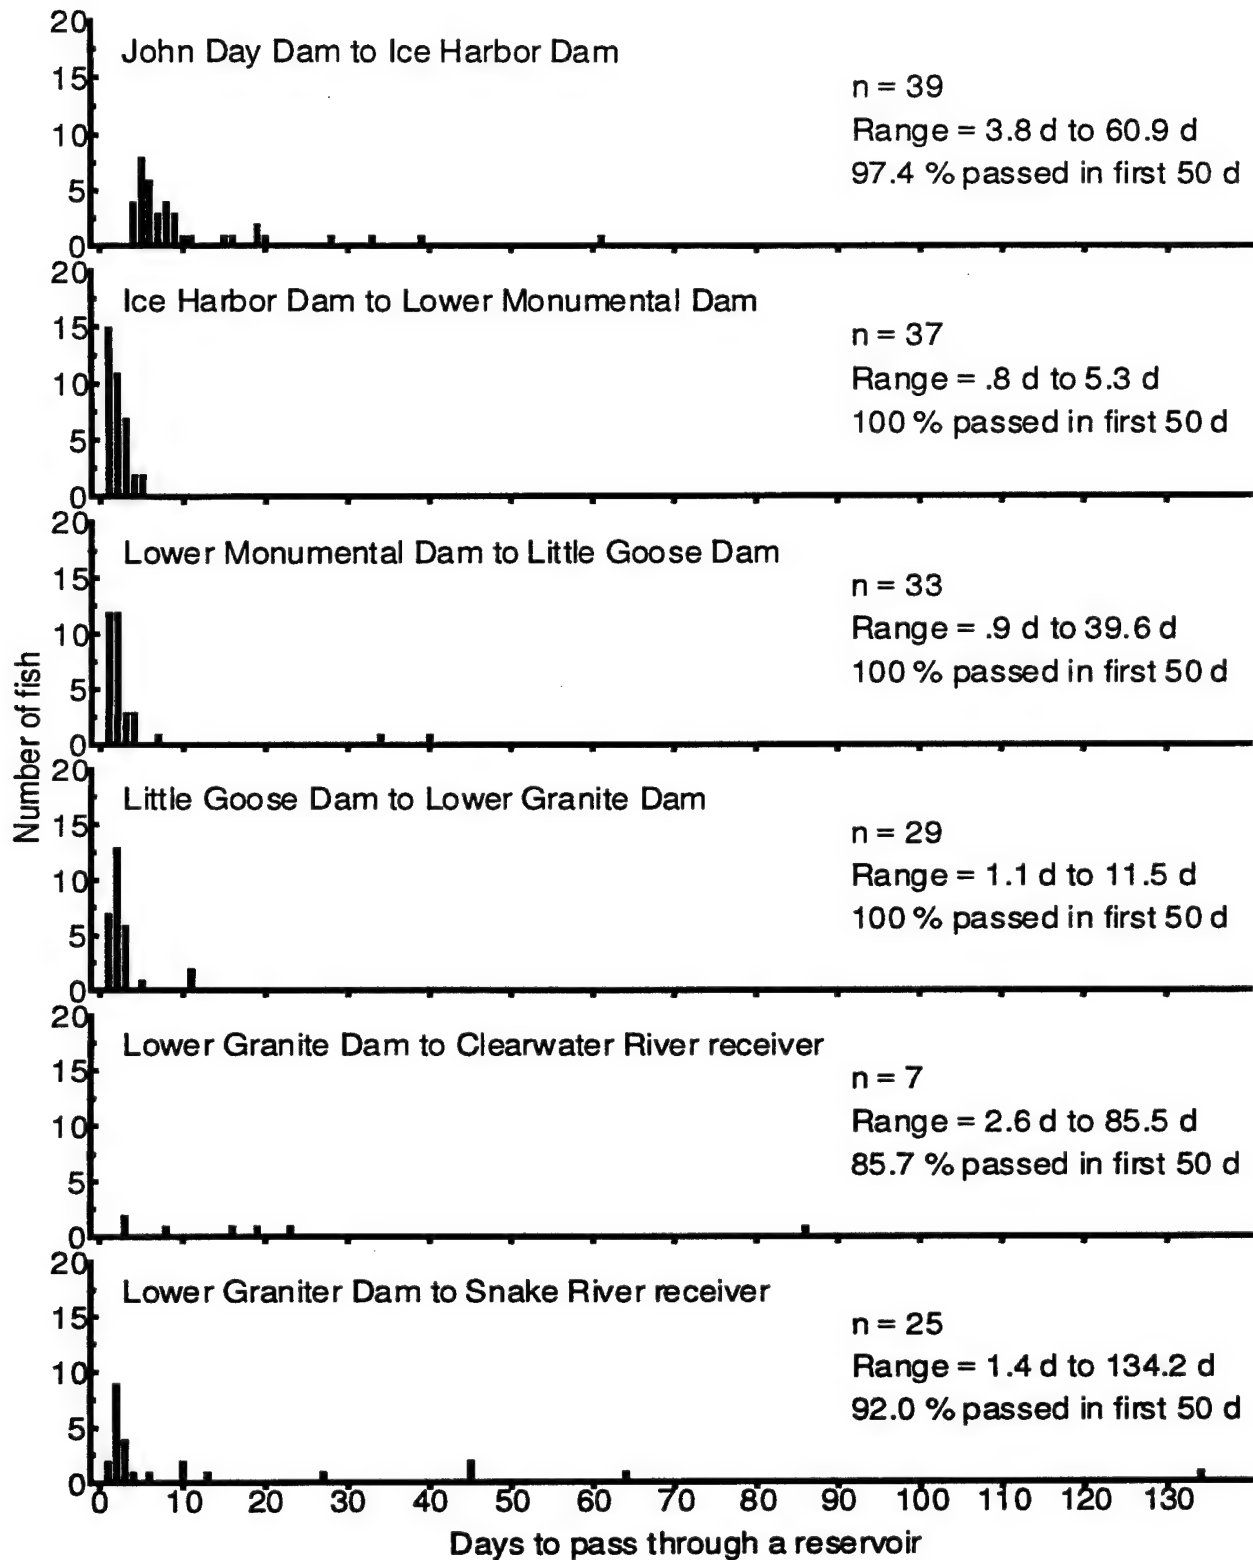 Number of fish
20
15
10
5
0
John Day Dam to Ice Harbor Dam
n = 39
Range = 3.8 d to 60.9 d
97.4 % passed in first 50 d
20
15
10
5
0
Ice Harbor Dam to Lower Monumental Dam
n = 37
Range = .8 d to 5.3 d
100 % passed in first 50 d
20
15
10
5
0
Lower Monumental Dam to Little Goose Dam
n = 33
Range = .9 d to 39.6 d
100 % passed in first 50 d
20
15
10
5
0
Little Goose Dam to Lower Granite Dam
n = 29
Range = 1.1 d to 11.5 d
100 % passed in first 50 d
20
15
10
5
0
Lower Granite Dam to Clearwater River receiver
n = 7
Range = 2.6 d to 85.5 d
85.7 % passed in first 50 d
20
15
10
5
0
Lower Graniter Dam to Snake River receiver
n = 25
Range = 1.4 d to 134.2 d
92.0 % passed in first 50 d
0 10 20 30 40 50 60 70 80 90 100 110 120 130
Days to pass through a reservoir